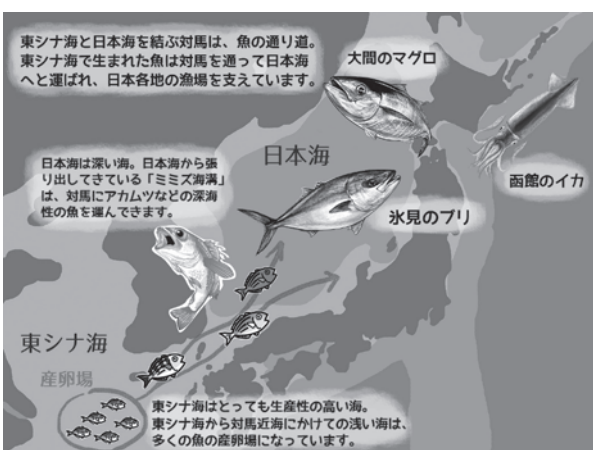 東シナ海と日本海を結ぶ対馬は、魚の通り道。
東シナ海で生まれた魚は対馬を通って日本海
へと運ばれ、日本各地の漁場を支えています。
大間のマグロ
日本海
日本海は深い海。日本海から張
り出してきている「ミミズ海溝」
は、対馬にアカムツなどの深海
性の魚を運んできます。
函館のイカ
氷見のブリ
東シナ海
産卵場
東シナ海はとっても生産性の高い海。
東シナ海から対馬近海にかけての浅い海は、
多くの魚の産卵場になっています。